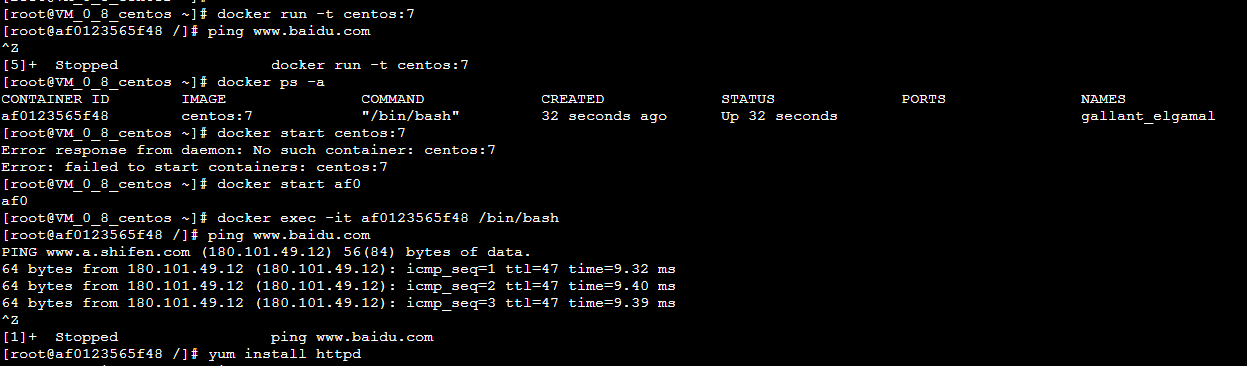 [root@VM_0_8_centos ~]# docker run -t centos:7
[root@af0123565f48 /]# ping www.baidu.com
^Z
[5]+  Stopped                 docker run -t centos:7
[root@VM_0_8_centos ~]# docker ps -a
CONTAINER ID        IMAGE               COMMAND             CREATED             STATUS              PORTS               NAMES
af0123565f48        centos:7            "/bin/bash"         32 seconds ago      Up 32 seconds                           gallant_elgamal
[root@VM_0_8_centos ~]# docker start centos:7
Error response from daemon: No such container: centos:7
Error: failed to start containers: centos:7
[root@VM_0_8_centos ~]# docker start af0
af0
[root@VM_0_8_centos ~]# docker exec -it af0123565f48 /bin/bash
[root@af0123565f48 /]# ping www.baidu.com
PING www.a.shifen.com (180.101.49.12) 56(84) bytes of data.
64 bytes from 180.101.49.12 (180.101.49.12): icmp_seq=1 ttl=47 time=9.32 ms
64 bytes from 180.101.49.12 (180.101.49.12): icmp_seq=2 ttl=47 time=9.40 ms
64 bytes from 180.101.49.12 (180.101.49.12): icmp_seq=3 ttl=47 time=9.39 ms
^Z
[1]+  Stopped                 ping www.baidu.com
[root@af0123565f48 /]# yum install httpd